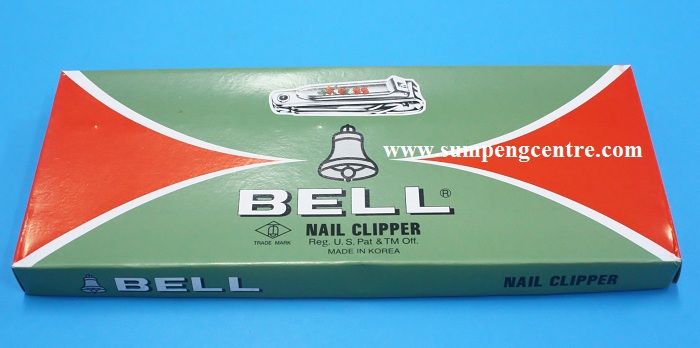 www.sumpengcentre.com
BELL®
NAIL CLIPPER
TRADE MARK
Reg. U.S. Pat & TM Off.
MADE IN KOREA
BELL
NAIL CLIPPER